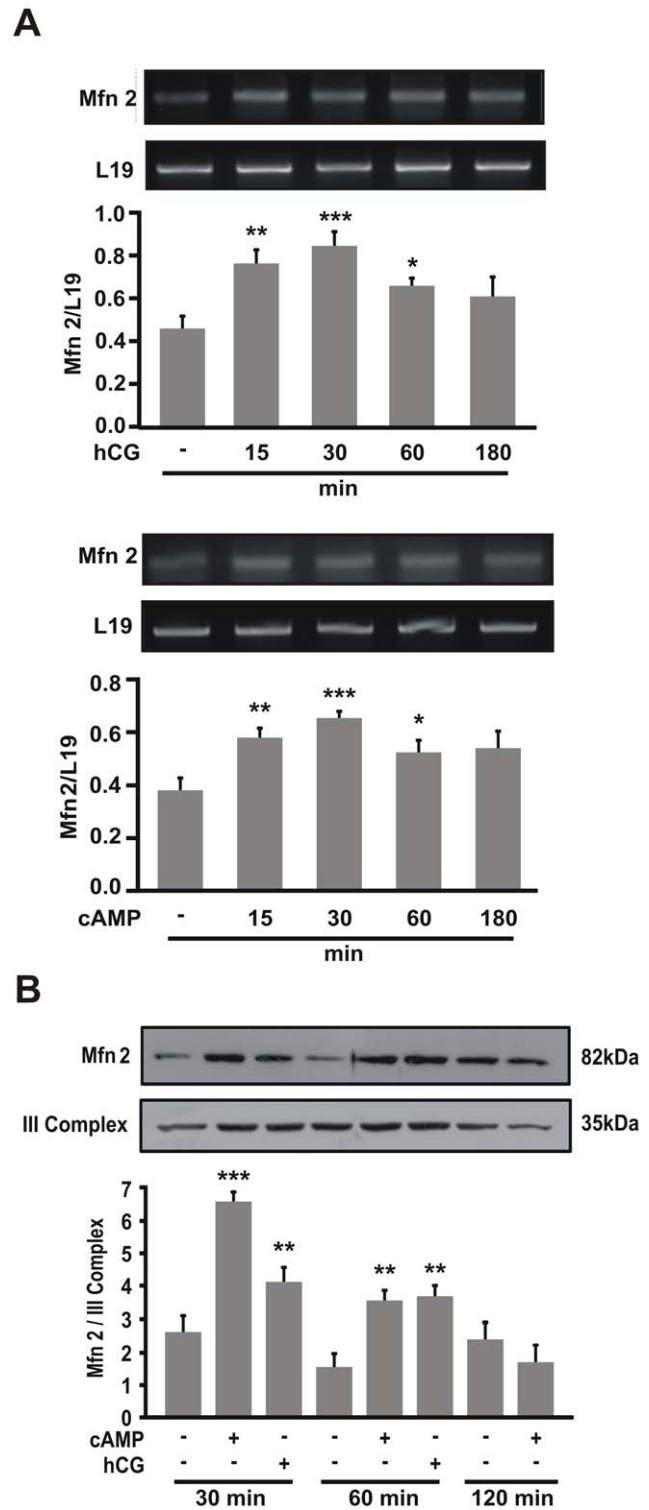 A
Mfn 2
L19
Mfn 2/L19
1.0
0.8
0.6
0.4
0.2
0.0
** *** *
hCG - 15 30 60 180
min
Mfn 2
L19
Mfn2/L19
0.8
0.6
0.4
0.2
0.0
** *** *
cAMP - 15 30 60 180
min
B
Mfn 2 82kDa
III Complex 35kDa
Mfn 2 / III Complex
7
6
5
4
3
2
1
0
*** ** ** **
cAMP - + - - + - - +
hCG - - + - - + - -
30 min 60 min 120 min